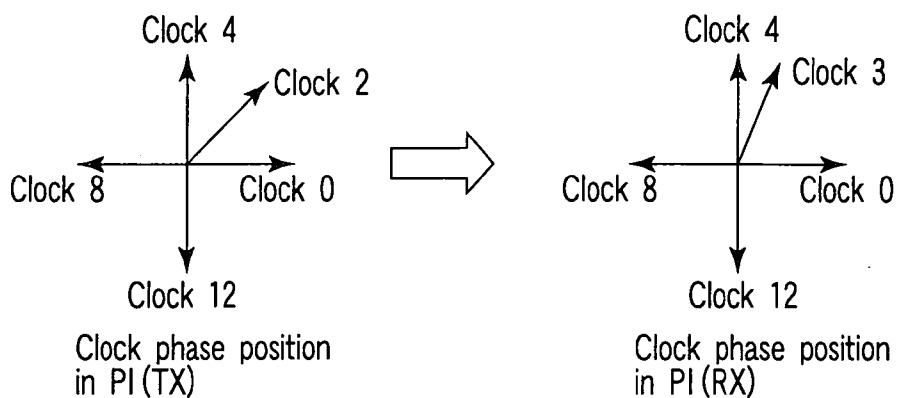 Clock 4
Clock 2
Clock 8
Clock 0
Clock 12
Clock phase position
in PI(TX)
Clock 4
Clock 3
Clock 8
Clock 0
Clock 12
Clock phase position
in PI(RX)